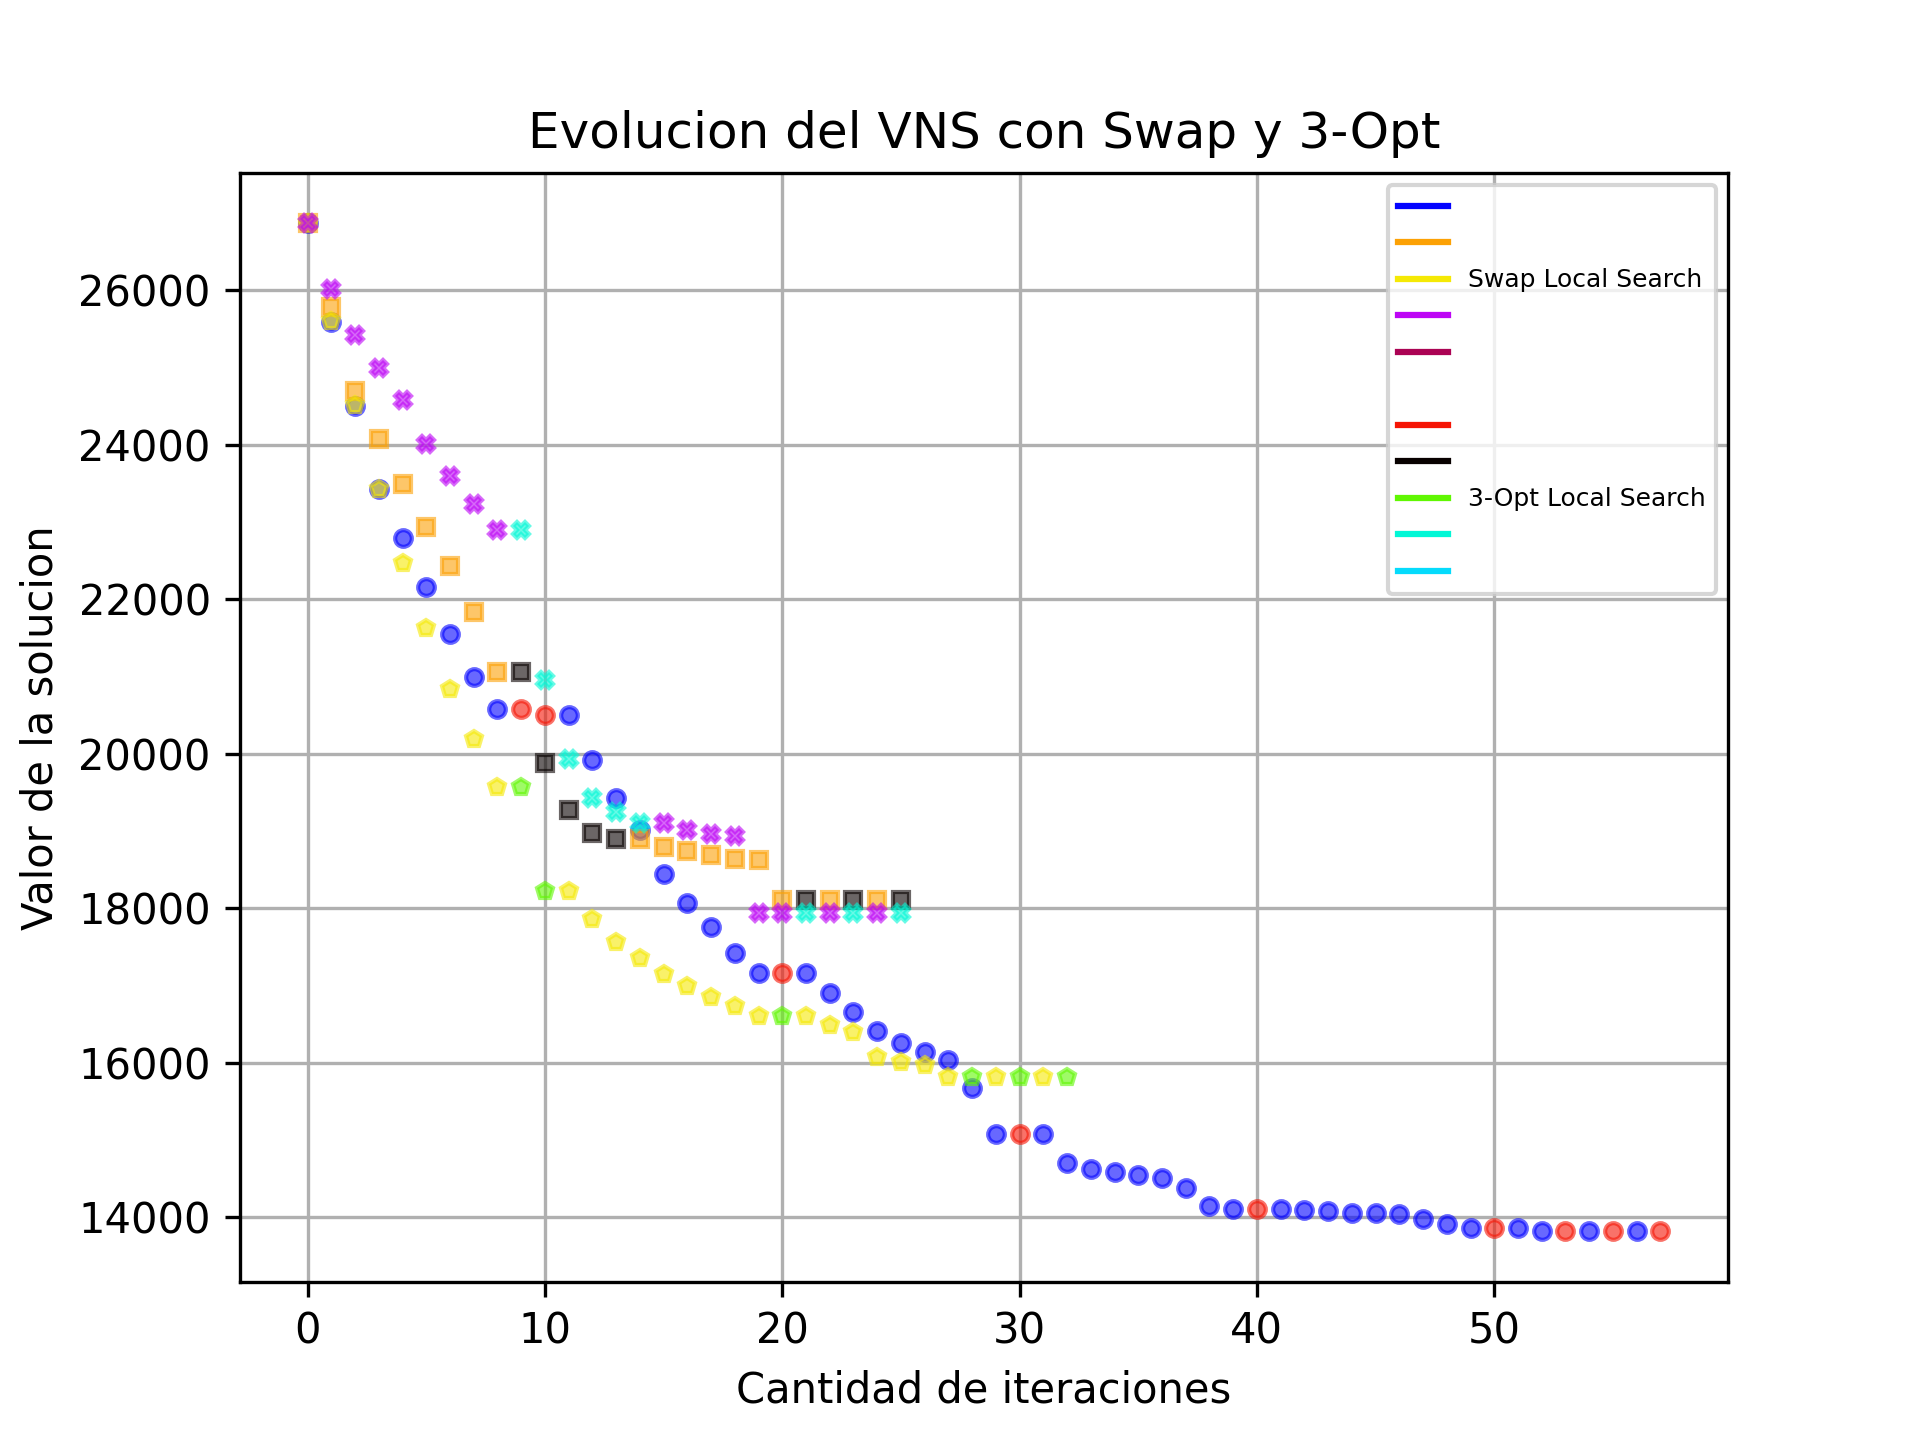 Evolucion del VNS con Swap y 3-Opt
Swap Local Search
3-Opt Local Search
Valor de la solucion
26000
24000
22000
20000
18000
16000
14000
0 10 20 30 40 50
Cantidad de iteraciones